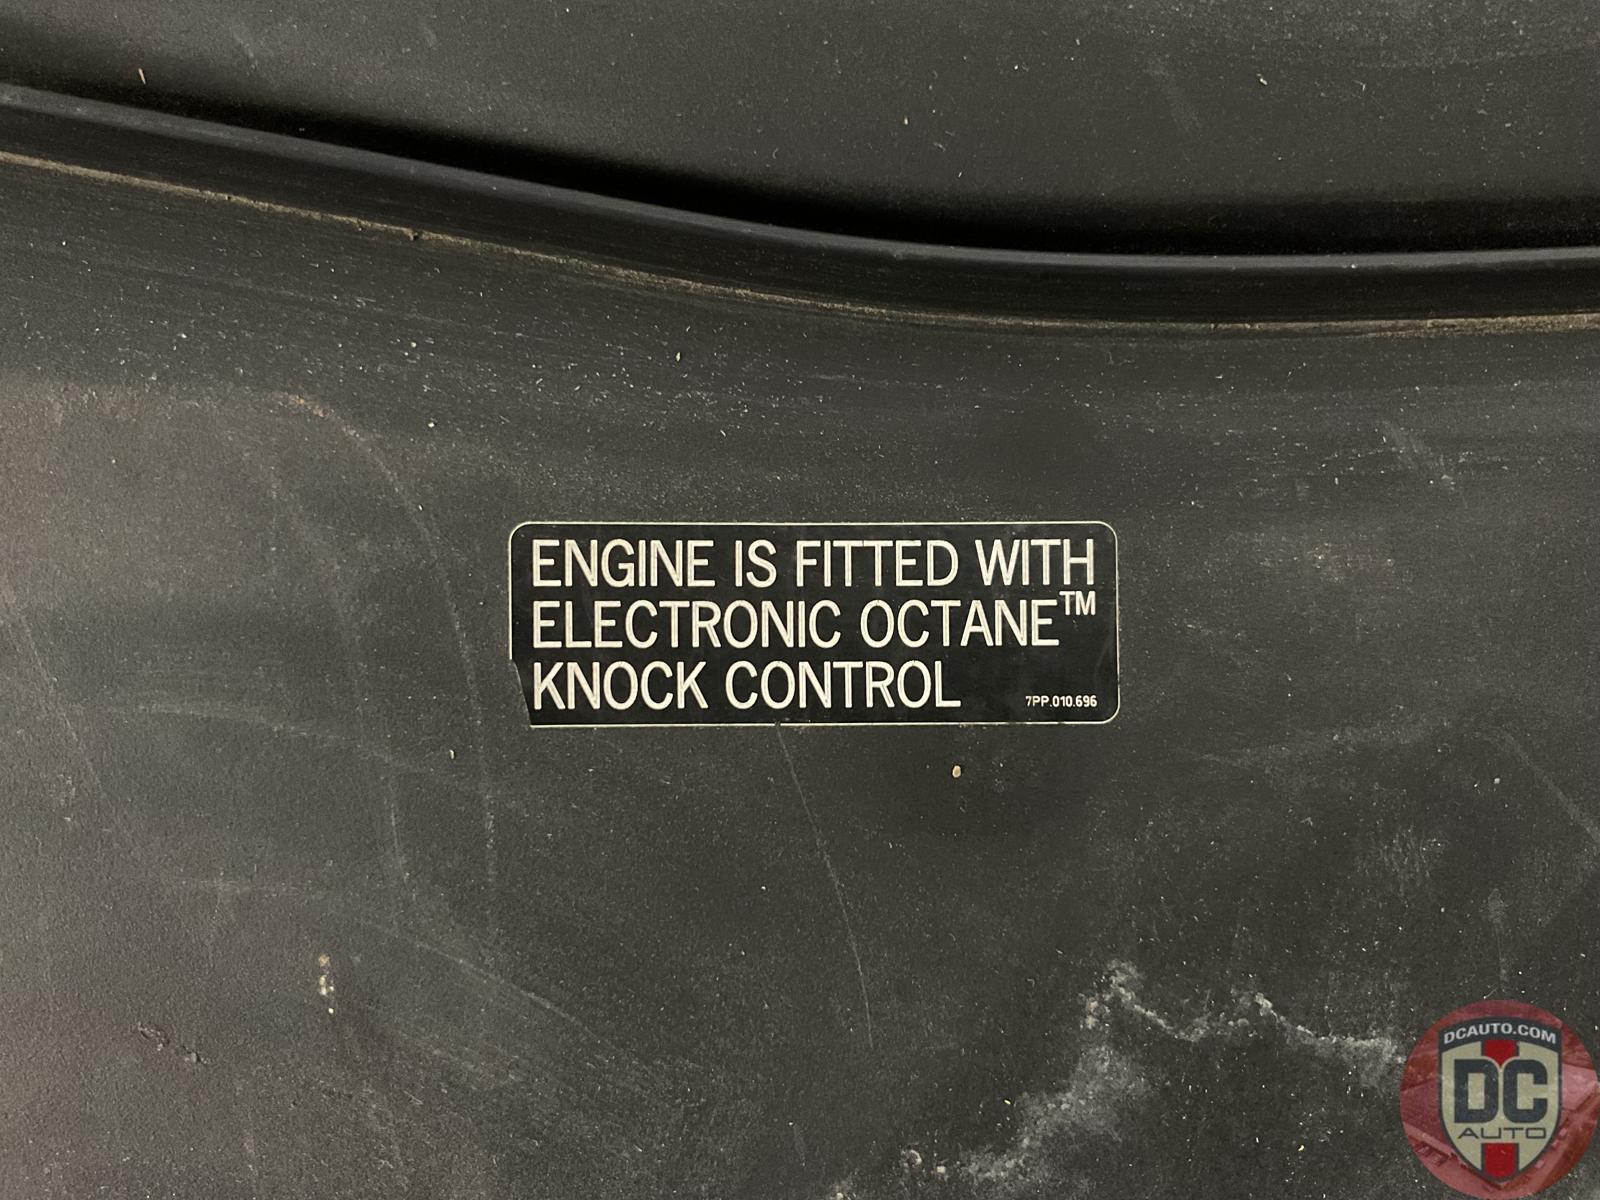 ENGINE IS FITTED WITH
ELECTRONIC OCTANE™
KNOCK CONTROL
7PP.010.696
DCAUTO.COM
DC
AUTO